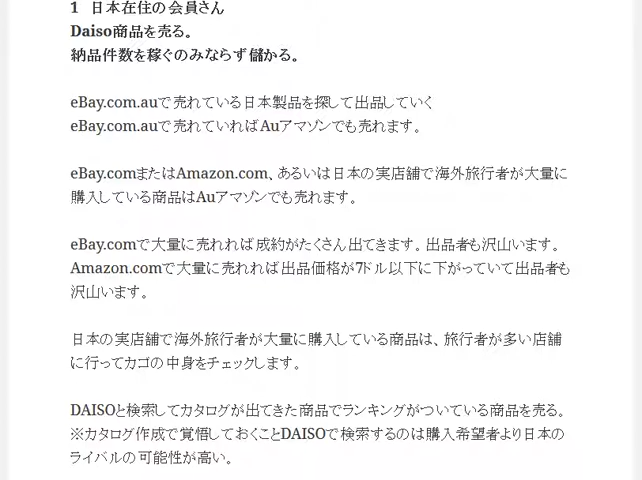 1　日本在住の会員さん
Daiso商品を売る。
納品件数を稼ぐのみならず儲かる。
eBay.com.auで売れている日本製品を探して出品していく
eBay.com.auで売れていればAuアマゾンでも売れます。
eBay.comまたはAmazon.com、あるいは日本の実店舗で海外旅行者が大量に
購入している商品はAuアマゾンでも売れます。
eBay.comで大量に売れれば成約がたくさん出てきます。出品者も沢山います。
Amazon.comで大量に売れれば出品価格が7ドル以下に下がっていて出品者も
沢山います。
日本の実店舗で海外旅行者が大量に購入している商品は、旅行者が多い店舗
に行ってカゴの中身をチェックします。
DAISOと検索してカタログが出てきた商品でランキングがついている商品を売る。
※カタログ作成で覚悟しておくことDAISOで検索するのは購入希望者より日本の
ライバルの可能性が高い。